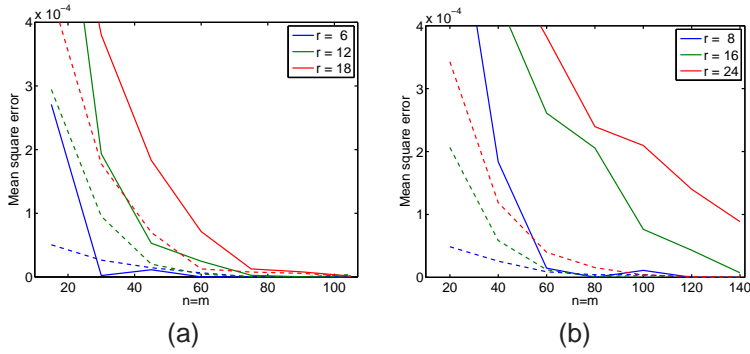 x 10⁻⁴
4
3
2
1
0
Mean square error
20 40 60 80 100
n=m
r = 6
r = 12
r = 18
(a)
x 10⁻⁴
4
3
2
1
0
Mean square error
20 40 60 80 100 120 140
n=m
r = 8
r = 16
r = 24
(b)